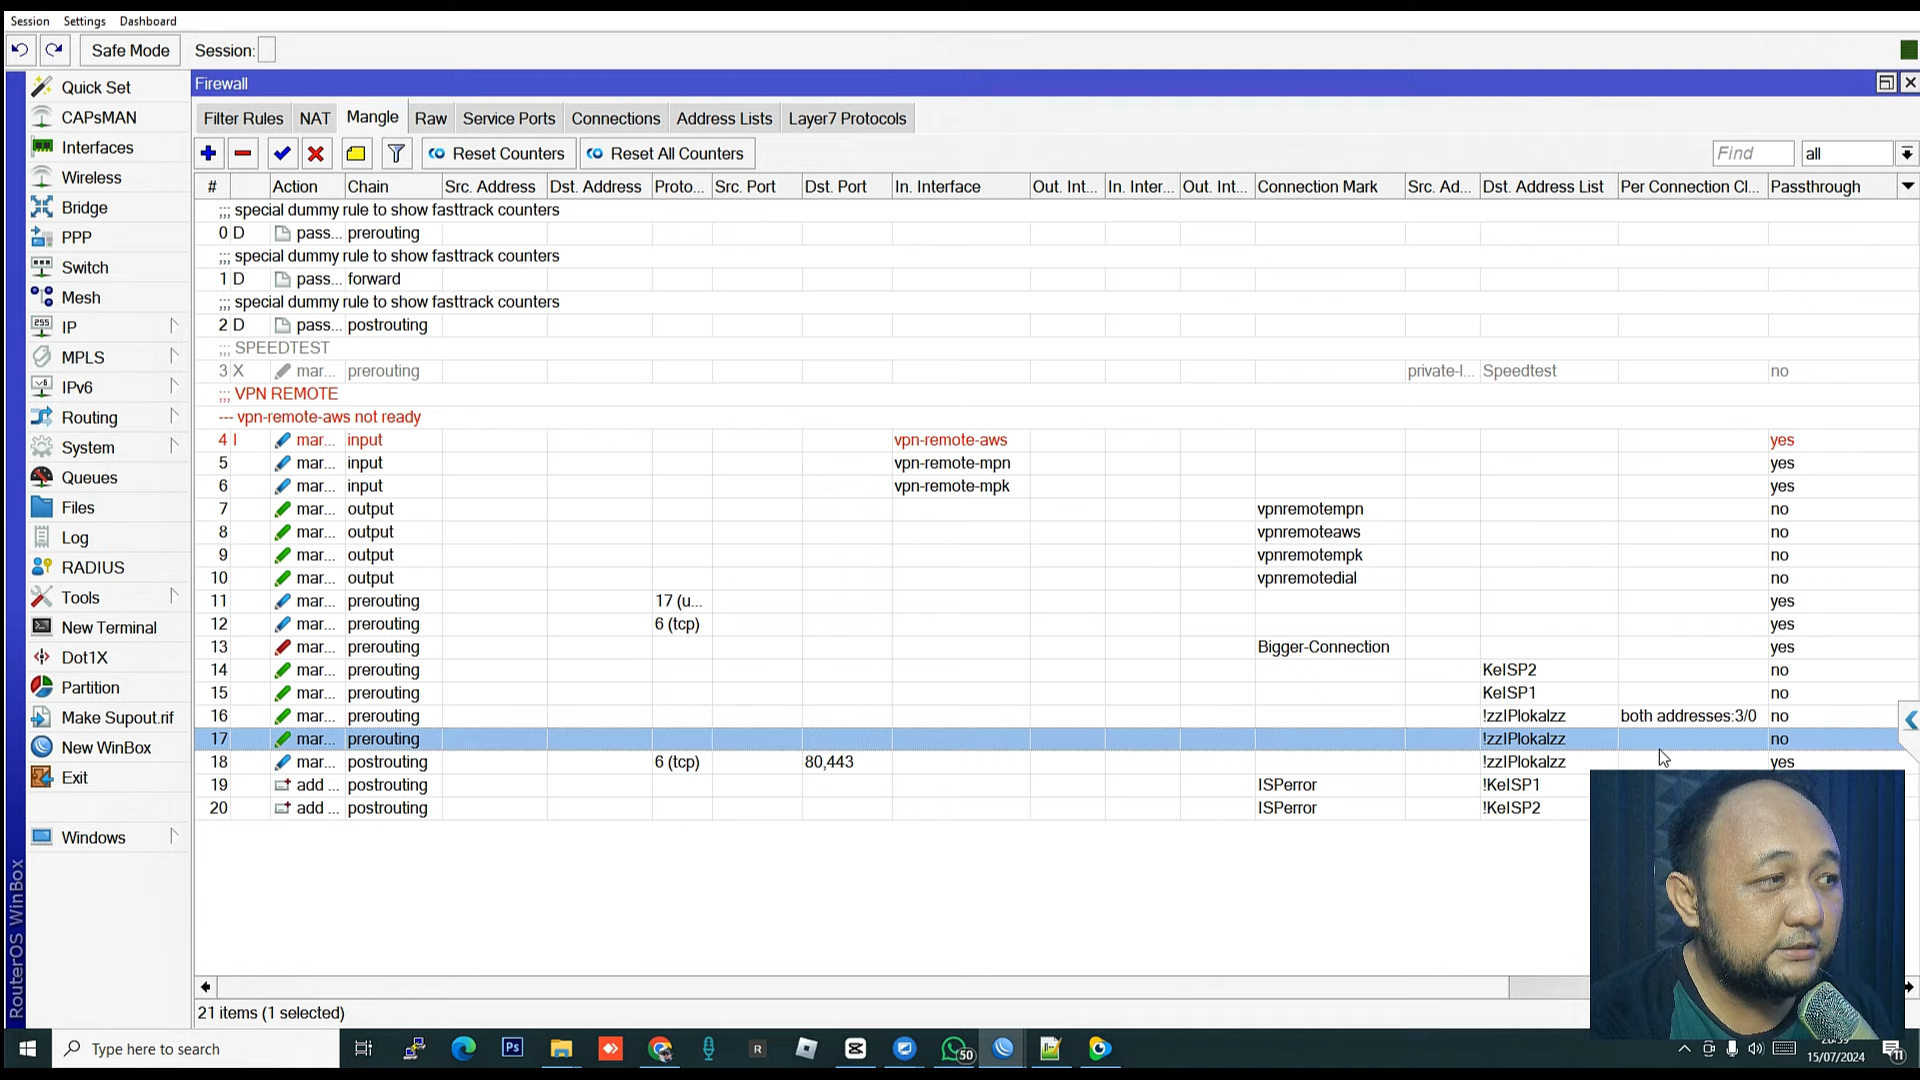 Session Settings Dashboard
Safe Mode Session:
Quick Set
CAPsMAN
Interfaces
Wireless
Bridge
PPP
Switch
Mesh
IP
MPLS
IPv6
Routing
System
Queues
Files
Log
RADIUS
Tools
New Terminal
Dot1X
Partition
Make Supout.rif
New WinBox
Exit
Windows
RouterOS WinBox
Firewall
Filter Rules NAT Mangle Raw Service Ports Connections Address Lists Layer7 Protocols
Reset Counters Reset All Counters Find all
# Action Chain Src. Address Dst. Address Proto... Src. Port Dst. Port In. Interface Out. Int... In. Inter... Out. Int... Connection Mark Src. Ad... Dst. Address List Per Connection Cl... Passthrough
;;; special dummy rule to show fasttrack counters
0 D pass... prerouting
;;; special dummy rule to show fasttrack counters
1 D pass... forward
;;; special dummy rule to show fasttrack counters
2 D pass... postrouting
;;; SPEEDTEST
3 X mar... prerouting private-l... Speedtest no
;;; VPN REMOTE
--- vpn-remote-aws not ready
4 I mar... input vpn-remote-aws yes
5 mar... input vpn-remote-mpn yes
6 mar... input vpn-remote-mpk yes
7 mar... output vpnremotempn no
8 mar... output vpnremoteaws no
9 mar... output vpnremotempk no
10 mar... output vpnremotedial no
11 mar... prerouting 17 (u... yes
12 mar... prerouting 6 (tcp) yes
13 mar... prerouting Bigger-Connection yes
14 mar... prerouting KeISP2 no
15 mar... prerouting KeISP1 no
16 mar... prerouting !zzIPlokalzz both addresses:3/0 no
17 mar... prerouting !zzIPlokalzz no
18 mar... postrouting 6 (tcp) 80,443 !zzIPlokalzz yes
19 add ... postrouting ISPerror !KeISP1
20 add ... postrouting ISPerror !KeISP2
21 items (1 selected)
Type here to search
Ps
R
50
15/07/2024
11